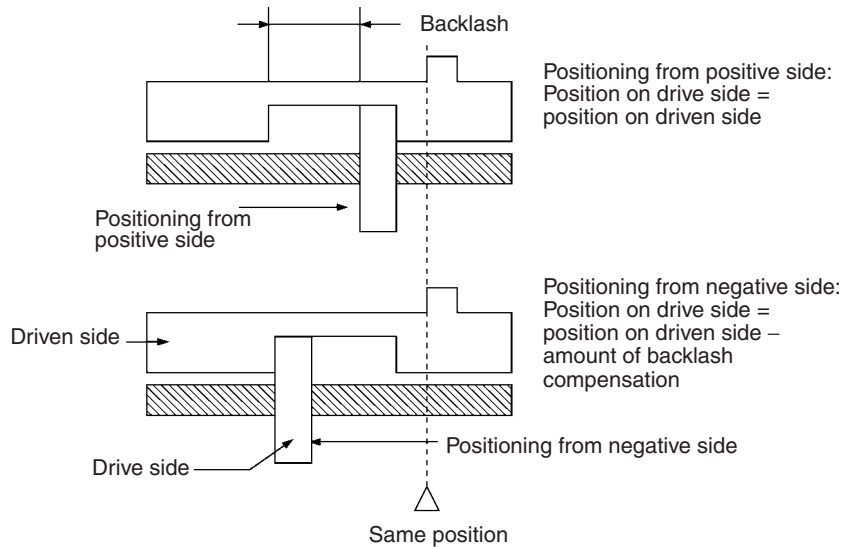 Backlash
Positioning from positive side:
Position on drive side =
position on driven side
Positioning from
positive side
Positioning from negative side:
Position on drive side =
position on driven side –
amount of backlash
compensation
Driven side
Positioning from negative side
Drive side
Same position